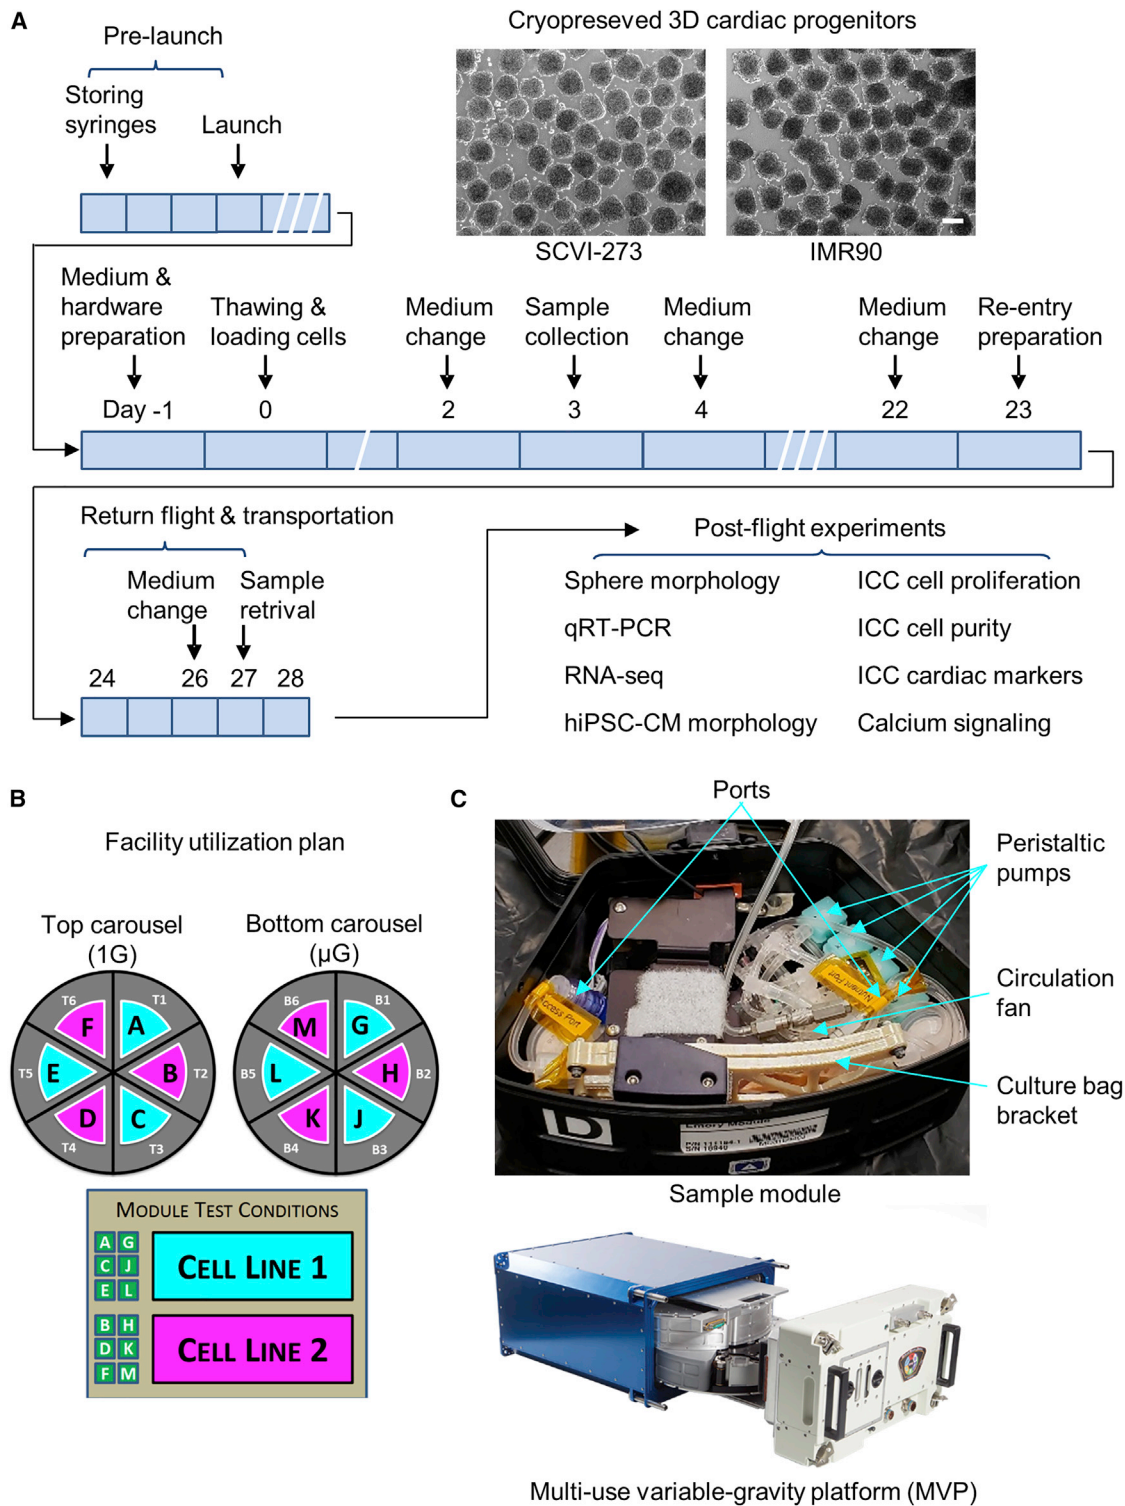 A
Pre-launch
Storing
syringes
Launch
Cryopreseved 3D cardiac progenitors
SCVI-273
IMR90
Medium &
hardware
preparation
Thawing &
loading cells
Medium
change
Sample
collection
Medium
change
Medium
change
Re-entry
preparation
Day -1
0
2
3
4
22
23
Return flight & transportation
Medium
change
Sample
retrival
24
26
27
28
Post-flight experiments
Sphere morphology
ICC cell proliferation
qRT-PCR
ICC cell purity
RNA-seq
ICC cardiac markers
hiPSC-CM morphology
Calcium signaling
B
Facility utilization plan
Top carousel
(1G)
Bottom carousel
(µG)
T6
T1
F
A
T5
E
B
T2
D
C
T4
T3
B6
B1
M
G
B5
L
H
B2
K
J
B4
B3
MODULE TEST CONDITIONS
A G
C J
E L
CELL LINE 1
B H
D K
F M
CELL LINE 2
C
Ports
Peristaltic
pumps
Circulation
fan
Culture bag
bracket
Access Port
Nutrient Port
D
Emory Module
Sample module
Multi-use variable-gravity platform (MVP)